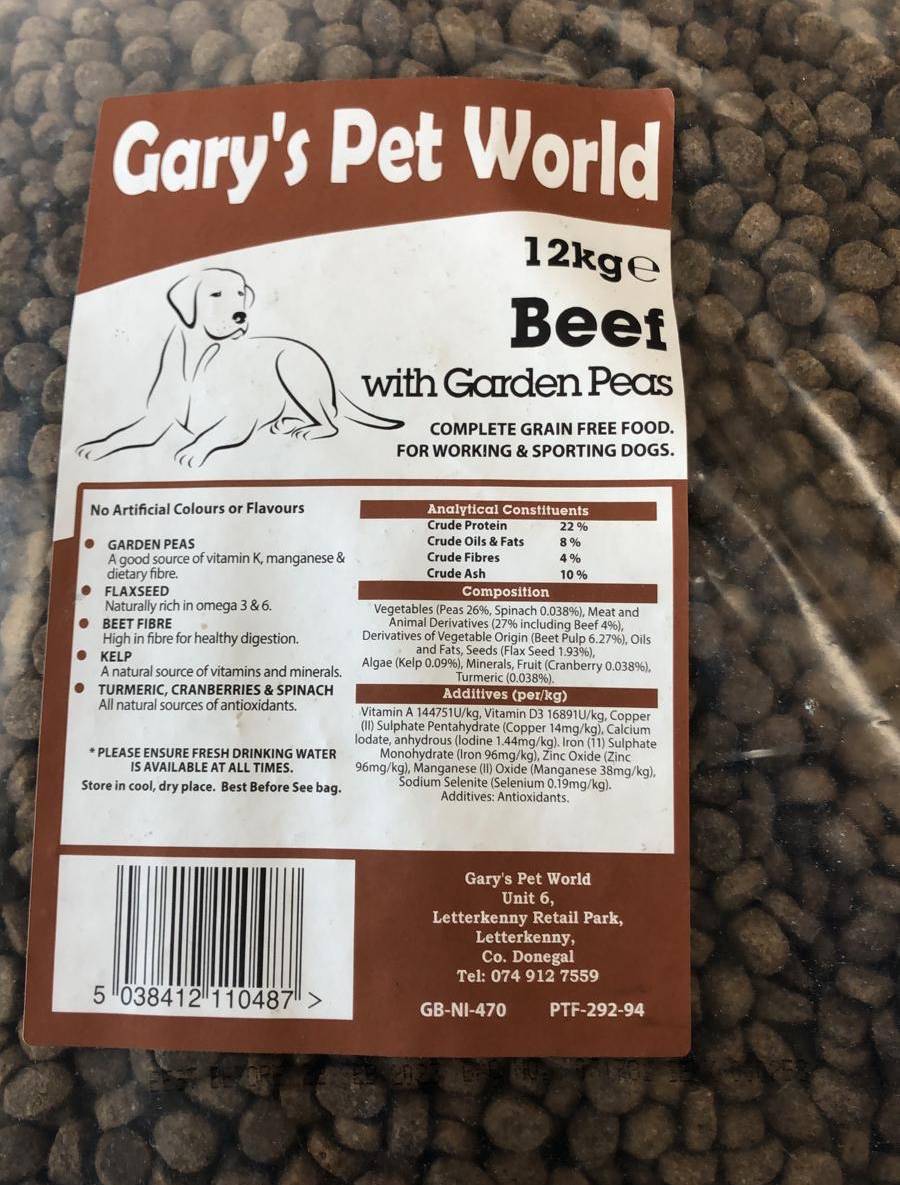 Gary's Pet World
12kg℮
Beef
with Garden Peas
COMPLETE GRAIN FREE FOOD.
FOR WORKING & SPORTING DOGS.
No Artificial Colours or Flavours
• GARDEN PEAS
A good source of vitamin K, manganese &
dietary fibre.
• FLAXSEED
Naturally rich in omega 3 & 6.
• BEET FIBRE
High in fibre for healthy digestion.
• KELP
A natural source of vitamins and minerals.
• TURMERIC, CRANBERRIES & SPINACH
All natural sources of antioxidants.
* PLEASE ENSURE FRESH DRINKING WATER
IS AVAILABLE AT ALL TIMES.
Store in cool, dry place. Best Before See bag.
Analytical Constituents
Crude Protein 22 %
Crude Oils & Fats 8 %
Crude Fibres 4 %
Crude Ash 10 %
Composition
Vegetables (Peas 26%, Spinach 0.038%), Meat and
Animal Derivatives (27% including Beef 4%),
Derivatives of Vegetable Origin (Beet Pulp 6.27%), Oils
and Fats, Seeds (Flax Seed 1.93%),
Algae (Kelp 0.09%), Minerals, Fruit (Cranberry 0.038%),
Turmeric (0.038%).
Additives (per/kg)
Vitamin A 144751U/kg, Vitamin D3 16891U/kg, Copper
(II) Sulphate Pentahydrate (Copper 14mg/kg), Calcium
Iodate, anhydrous (Iodine 1.44mg/kg). Iron (11) Sulphate
Monohydrate (Iron 96mg/kg), Zinc Oxide (Zinc
96mg/kg), Manganese (II) Oxide (Manganese 38mg/kg),
Sodium Selenite (Selenium 0.19mg/kg).
Additives: Antioxidants.
5 038412 110487 >
Gary's Pet World
Unit 6,
Letterkenny Retail Park,
Letterkenny,
Co. Donegal
Tel: 074 912 7559
GB-NI-470 PTF-292-94
BEFORE